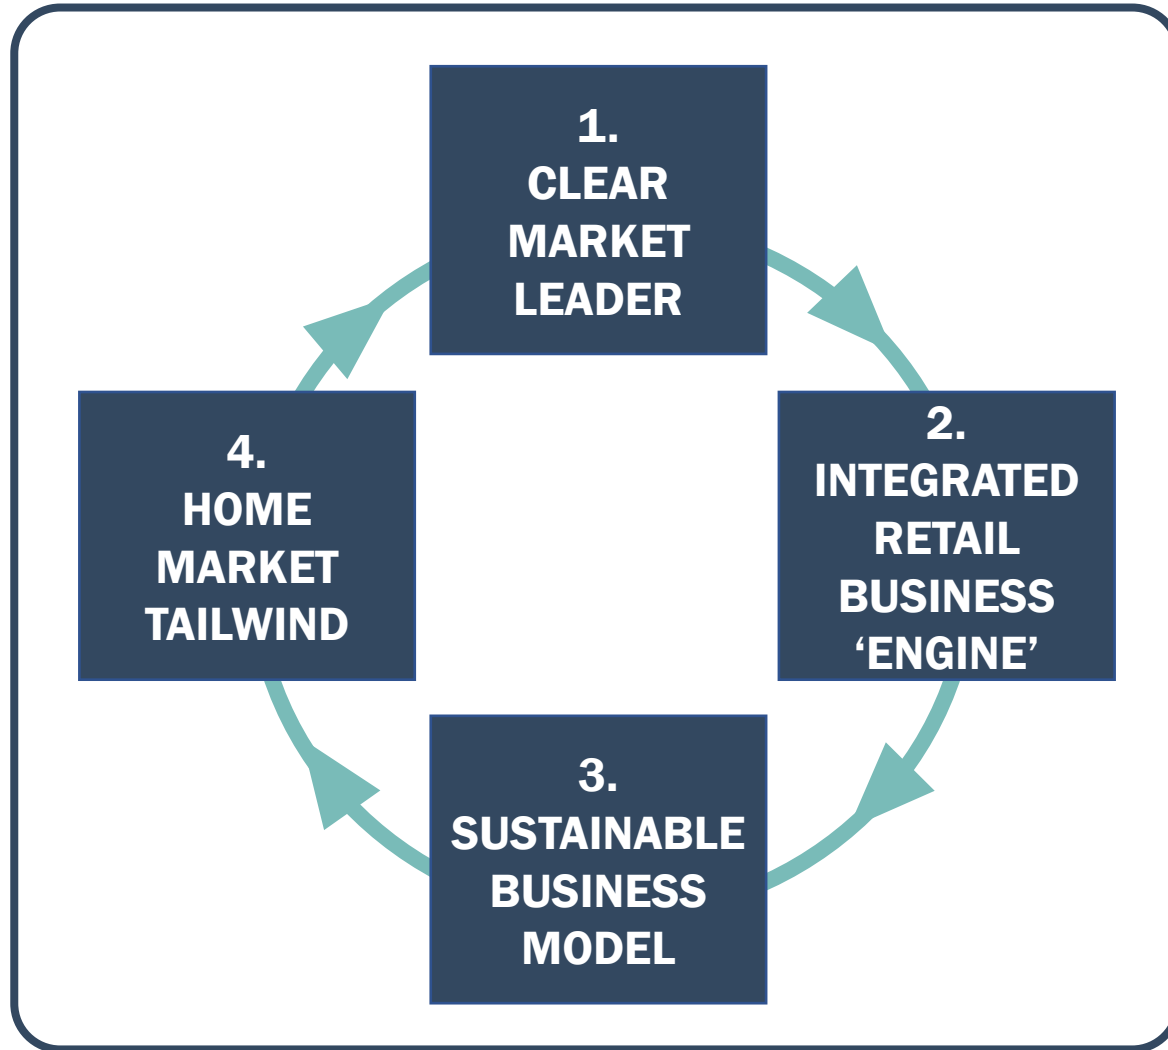 1.
CLEAR
MARKET
LEADER
2.
INTEGRATED
RETAIL
BUSINESS
‘ENGINE’
3.
SUSTAINABLE
BUSINESS
MODEL
4.
HOME
MARKET
TAILWIND